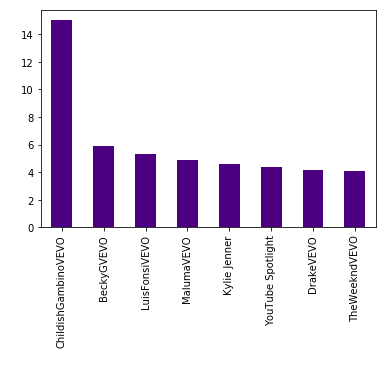 14
12
10
8
6
4
2
0
ChildishGambinoVEVO
BeckyGVEVO
LuisFonsiVEVO
MalumaVEVO
Kylie Jenner
YouTube Spotlight
DrakeVEVO
TheWeekndVEVO